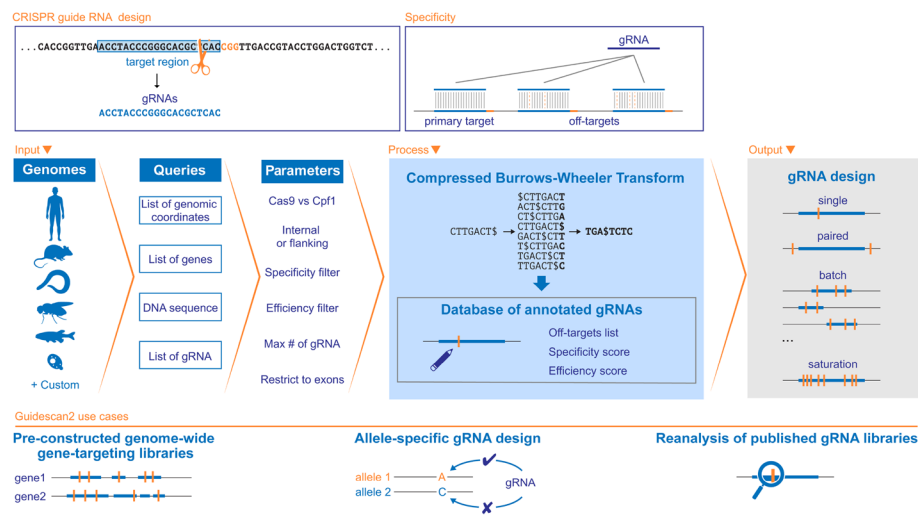 CRISPR guide RNA design
...CACCGGTTGAACCTACCCGGGCACGC TCACCGGTTGACCGTACCTGGACTGGTCT...
target region
gRNAs
ACCTACCCGGGCACGCTCAC
Specificity
gRNA
primary target
off-targets
Input
Genomes
+ Custom
Queries
List of genomic
coordinates
List of genes
DNA sequence
List of gRNA
Parameters
Cas9 vs Cpf1
Internal
or flanking
Specificity filter
Efficiency filter
Max # of gRNA
Restrict to exons
Process
Compressed Burrows-Wheeler Transform
CTTGACT$
$CTTGACT
ACT$CTTG
CT$CTTGA
CTTGACT$
GACT$CTT
T$CTTGAC
TGACT$CT
TTGACT$C
TGA$TCTC
Database of annotated gRNAs
Off-targets list
Specificity score
Efficiency score
Output
gRNA design
single
paired
batch
...
saturation
Guidescan2 use cases
Pre-constructed genome-wide
gene-targeting libraries
gene1
gene2
Allele-specific gRNA design
allele 1
A
allele 2
C
gRNA
Reanalysis of published gRNA libraries